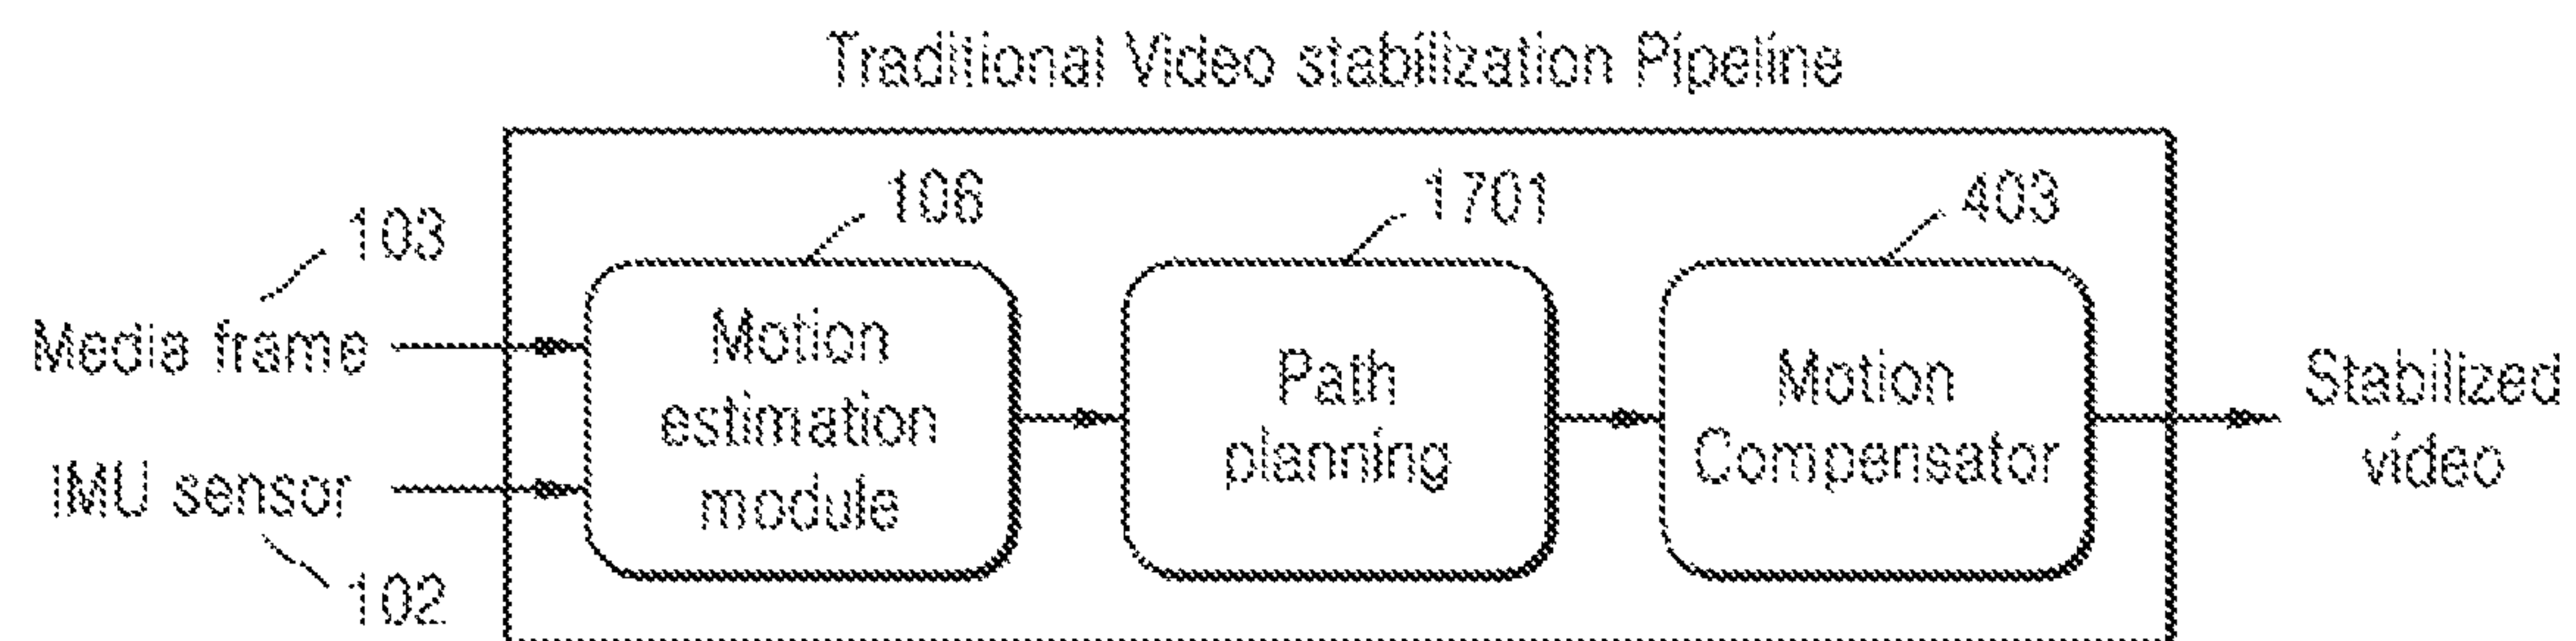 Traditional Video stabilization Pipeline
103
106
1701
403
Media frame
IMU sensor
102
Motion
estimation
module
Path
planning
Motion
Compensator
Stabilized
video